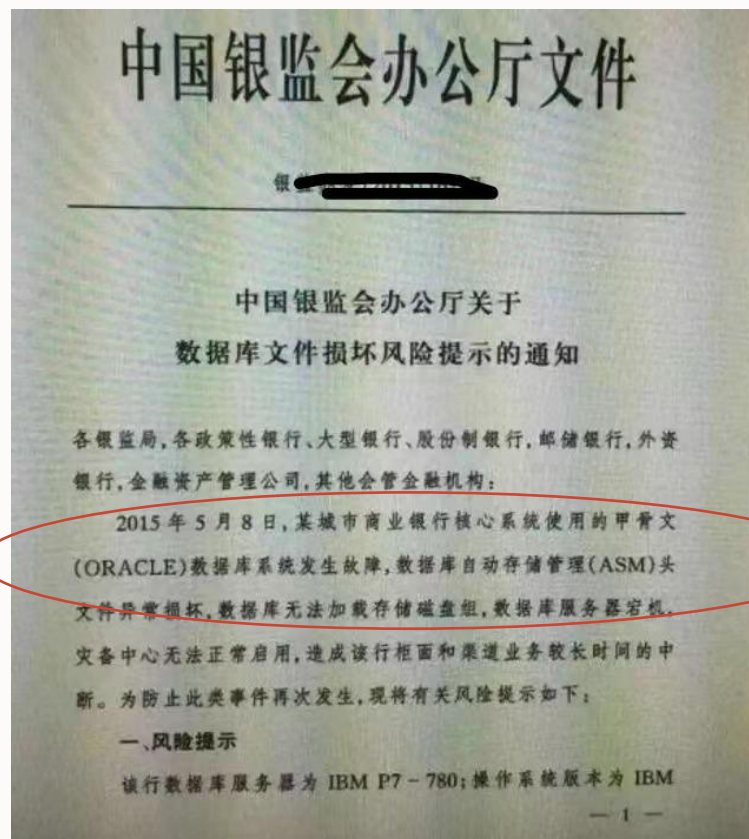 中国银监会办公厅文件
银监
中国银监会办公厅关于
数据库文件损坏风险提示的通知
各银监局,各政策性银行、大型银行、股份制银行,邮储银行,外资
银行,金融资产管理公司,其他会管金融机构:
2015年5月8日,某城市商业银行核心系统使用的甲骨文
(ORACLE)数据库系统发生故障,数据库自动存储管理(ASM)头
文件异常损坏,数据库无法加载存储磁盘组,数据库服务器宕机,
灾备中心无法正常启用,造成该行柜面和渠道业务较长时间的中
断。为防止此类事件再次发生,现将有关风险提示如下:
一、风险提示
该行数据库服务器为 IBM P7-780;操作系统版本为 IBM
— 1 —